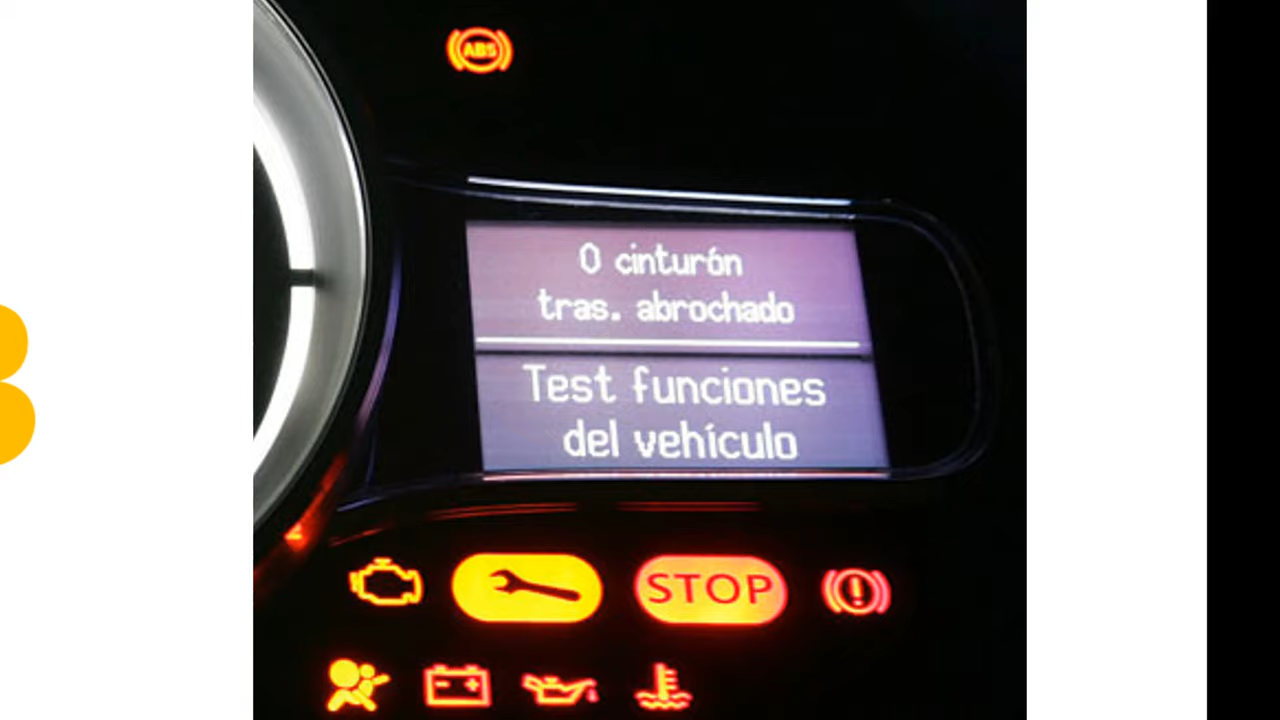 ABS
0 cinturón
tras. abrochado
Test funciones
del vehículo
STOP